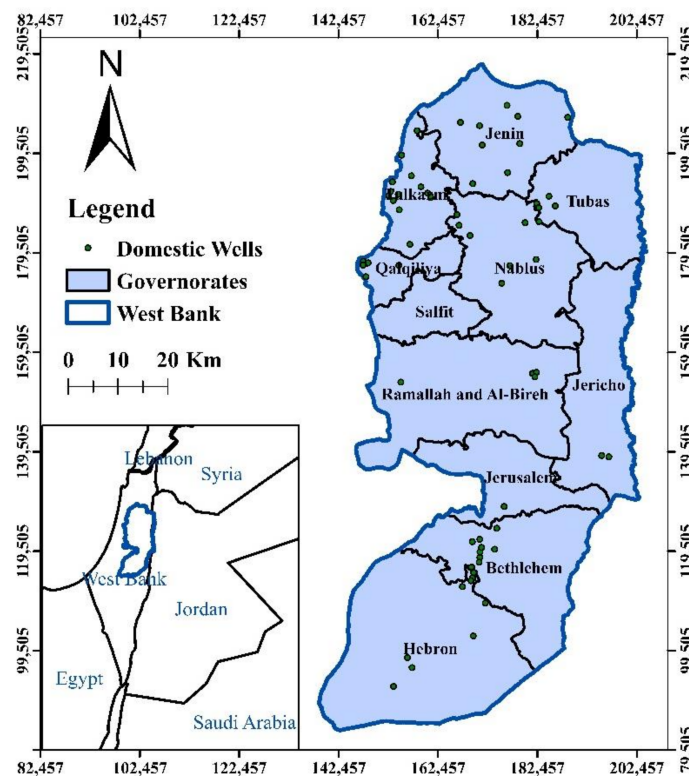 82,457 102,457 122,457 142,457 162,457 182,457 202,457
219,505
199,505
179,505
159,505
139,505
119,505
99,505
79,505
N
Legend
Domestic Wells
Governorates
West Bank
0 10 20 Km
Jenin
Tulkarm
Tubas
Qalqiliya
Nablus
Salfit
Jericho
Ramallah and Al-Bireh
Jerusalem
Bethlehem
Hebron
Lebanon
Syria
West Bank
Jordan
Egypt
Saudi Arabia
219,505
199,505
179,505
159,505
139,505
119,505
99,505
79,505
82,457 102,457 122,457 142,457 162,457 182,457 202,457